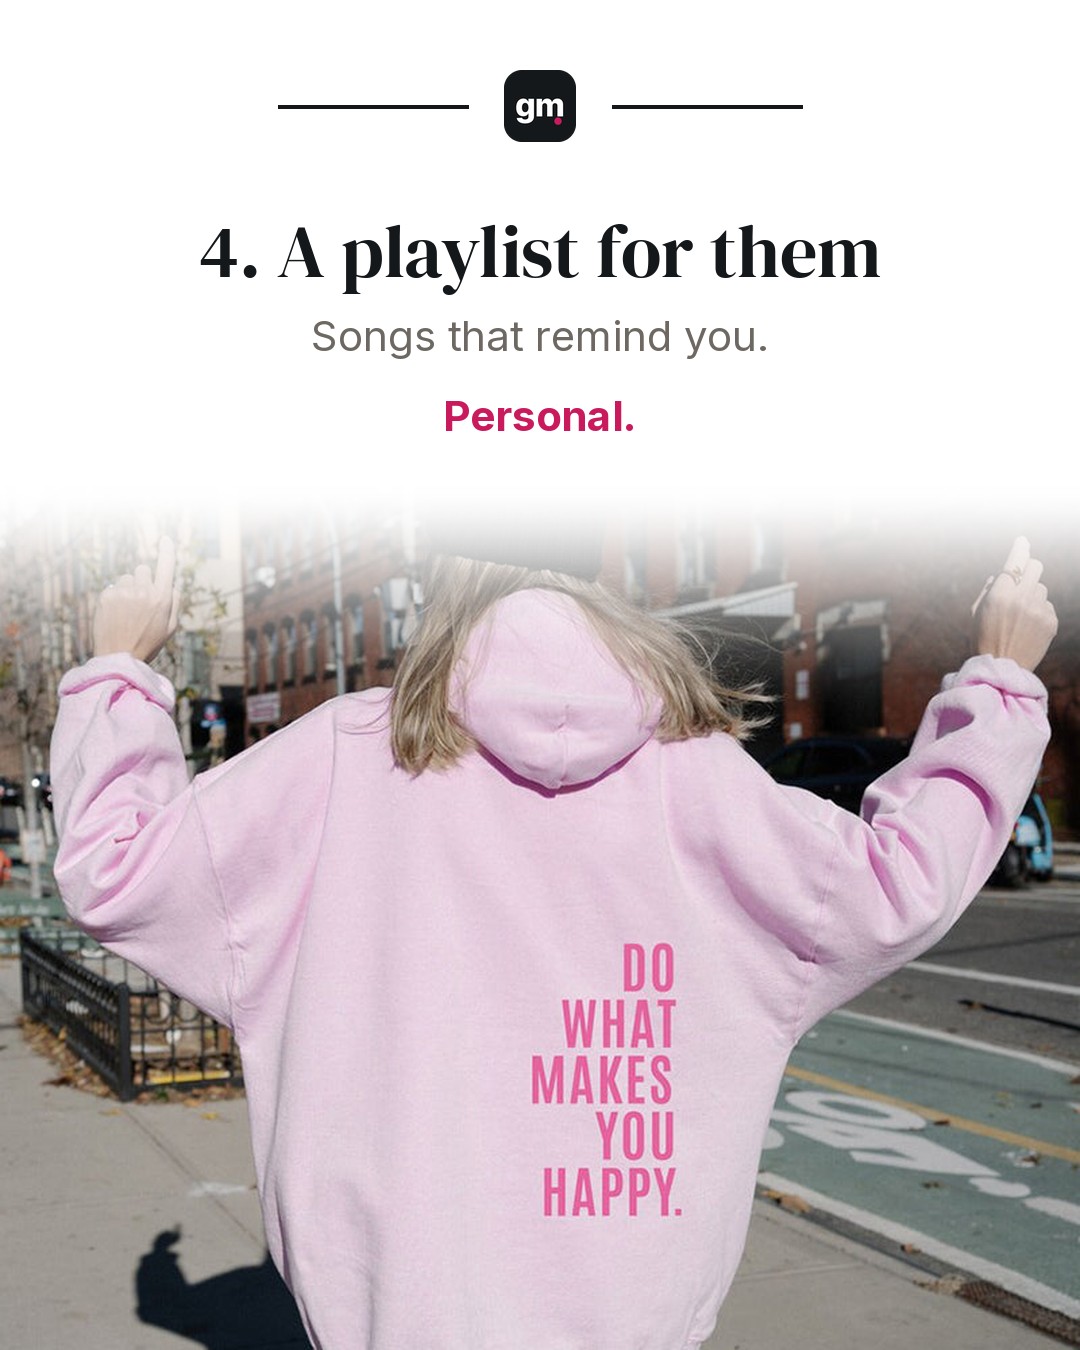 gm.
4. A playlist for them
Songs that remind you.
Personal.
DO
WHAT
MAKES
YOU
HAPPY.